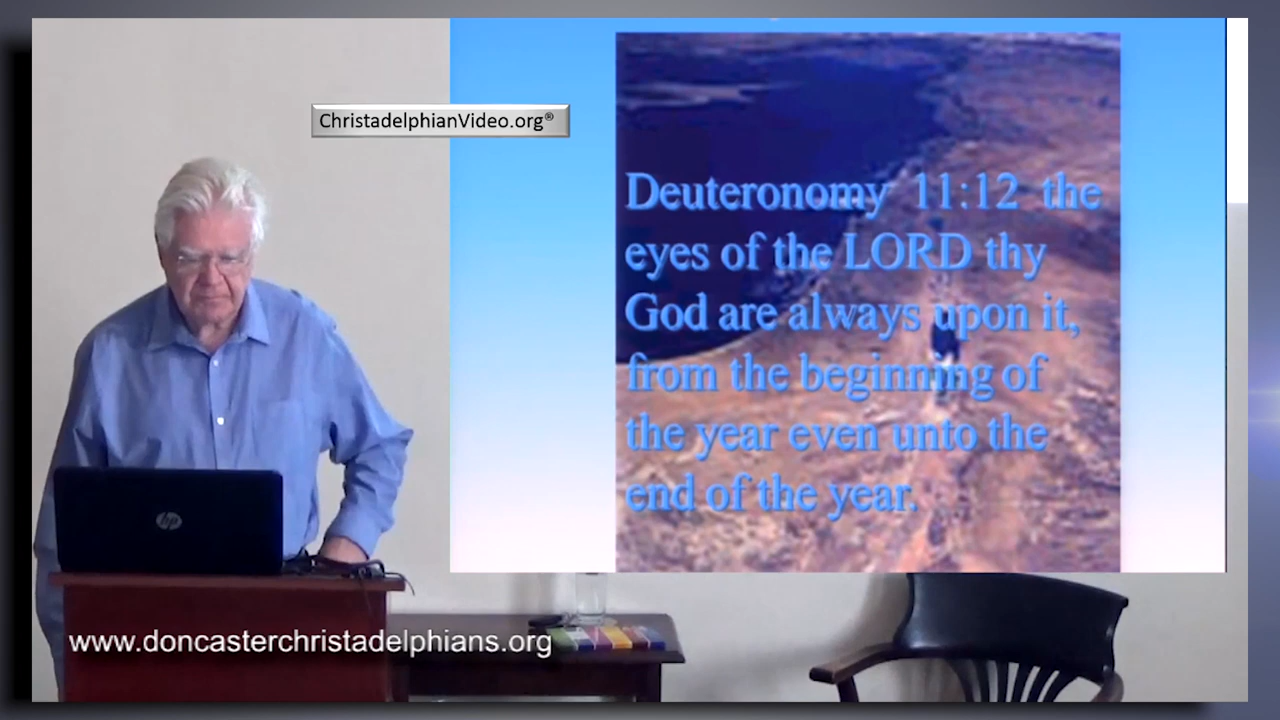 ChristadelphianVideo.org®
Deuteronomy 11:12 the
eyes of the LORD thy
God are always upon it,
from the beginning of
the year even unto the
end of the year.
hp
www.doncasterchristadelphians.org